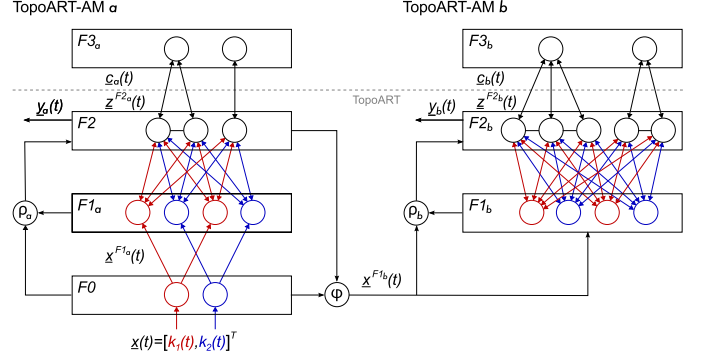 TopoART-AM a
TopoART-AM b
F3a
F3b
ca(t)
cb(t)
TopoART
ya(t)
zF2a(t)
yb(t)
zF2b(t)
F2
F2b
ρa
F1a
ρb
F1b
xF1a(t)
xF1b(t)
F0
φ
x(t)=[k1(t),k2(t)]T